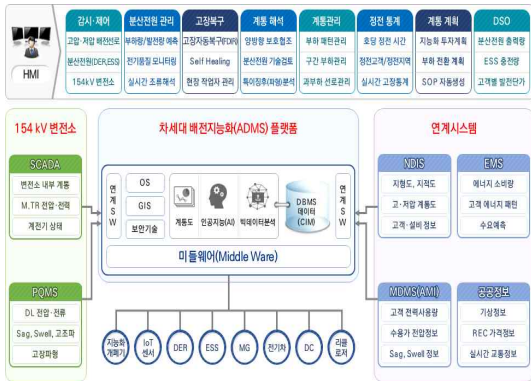 감시·제어
분산전원 관리
고장복구
계통 해석
계통관리
정전 통계
계통 계획
DSO
고압·저압 배전선로
부하량/발전량 예측
고장자동복구(FDIR)
양방향 보호협조
부하 패턴관리
호당 정전 시간
지능화 투자계획
분산전원 출력량
분산전원(DER,ESS)
전기품질 모니터링
Self Healing
분산전원 기술검토
구간 부하관리
정전고객/정전지역
부하 전환 계획
ESS 충전량
154kV 변전소
실시간 조류해석
현장 작업자 관리
특이징후(파형)분석
과부하 선로관리
실시간 고장통계
SOP 자동생성
고객별 발전단가
HMI
154 kV 변전소
차세대 배전지능화(ADMS) 플랫폼
연계시스템
SCADA
변전소 내부 계통
M.TR 전압·전력
계전기 상태
PQMS
DL 전압·전류
Sag, Swell, 고조파
고장파형
연계SW
OS
GIS
보안기술
계통도
인공지능(AI)
빅데이터분석
DBMS
데이터
(CIM)
연계SW
미들웨어(Middle Ware)
지능화
개폐기
IoT
센서
DER
ESS
MG
전기차
DC
리클
로저
NDIS
지형도, 지적도
고·저압 계통도
고객·설비 정보
EMS
에너지 소비량
고객 에너지 패턴
수요예측
MDMS(AMI)
고객 전력사용량
수용가 전압정보
Sag, Swell 정보
공공정보
기상정보
REC 가격정보
실시간 교통정보